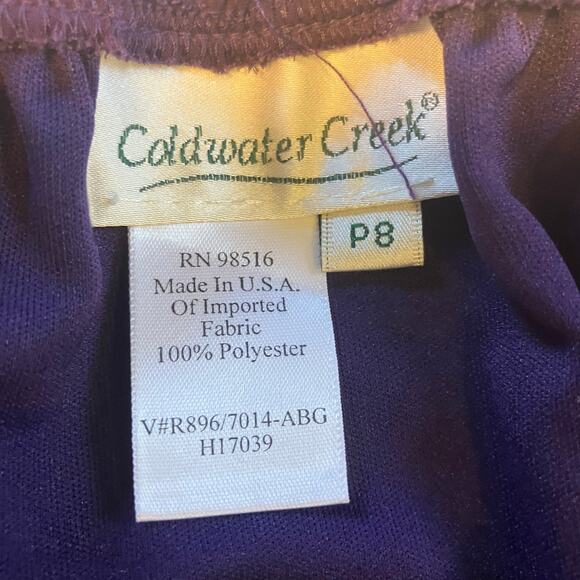 Coldwater Creek®
P8
RN 98516
Made In U.S.A.
Of Imported
Fabric
100% Polyester
V#R896/7014-ABG
H17039